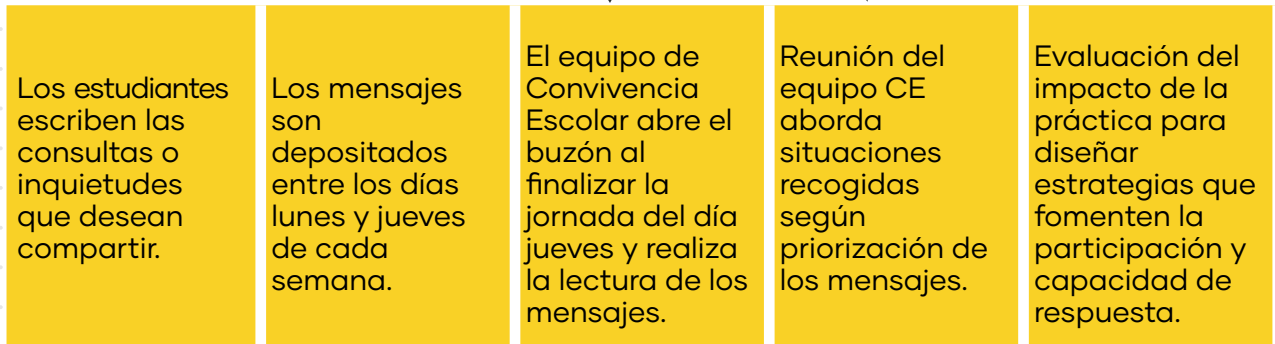 Los estudiantes
escriben las
consultas o
inquietudes
que desean
compartir.
Los mensajes
son
depositados
entre los días
lunes y jueves
de cada
semana.
El equipo de
Convivencia
Escolar abre el
buzón al
finalizar la
jornada del día
jueves y realiza
la lectura de los
mensajes.
Reunión del
equipo CE
aborda
situaciones
recogidas
según
priorización de
los mensajes.
Evaluación del
impacto de la
práctica para
diseñar
estrategias que
fomenten la
participación y
capacidad de
respuesta.